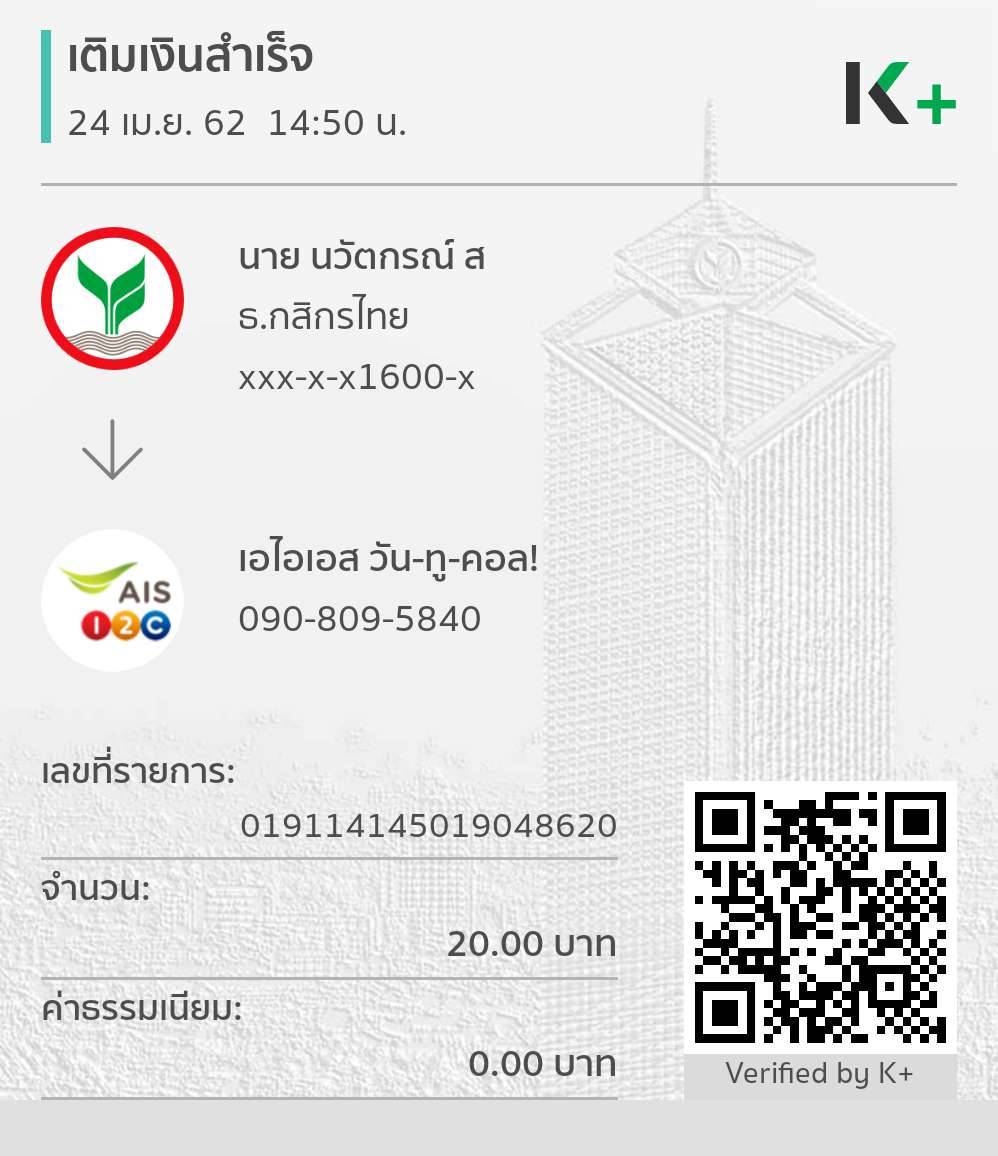 เติมเงินสำเร็จ
24 เม.ย. 62 14:50 น.
K+
นาย นวัตกรณ์ ส
ธ.กสิกรไทย
xxx-x-x1600-x
AIS
12C
เอไอเอส วัน-ทู-คอล!
090-809-5840
เลขที่รายการ:
019114145019048620
จำนวน:
20.00 บาท
ค่าธรรมเนียม:
0.00 บาท
Verified by K+